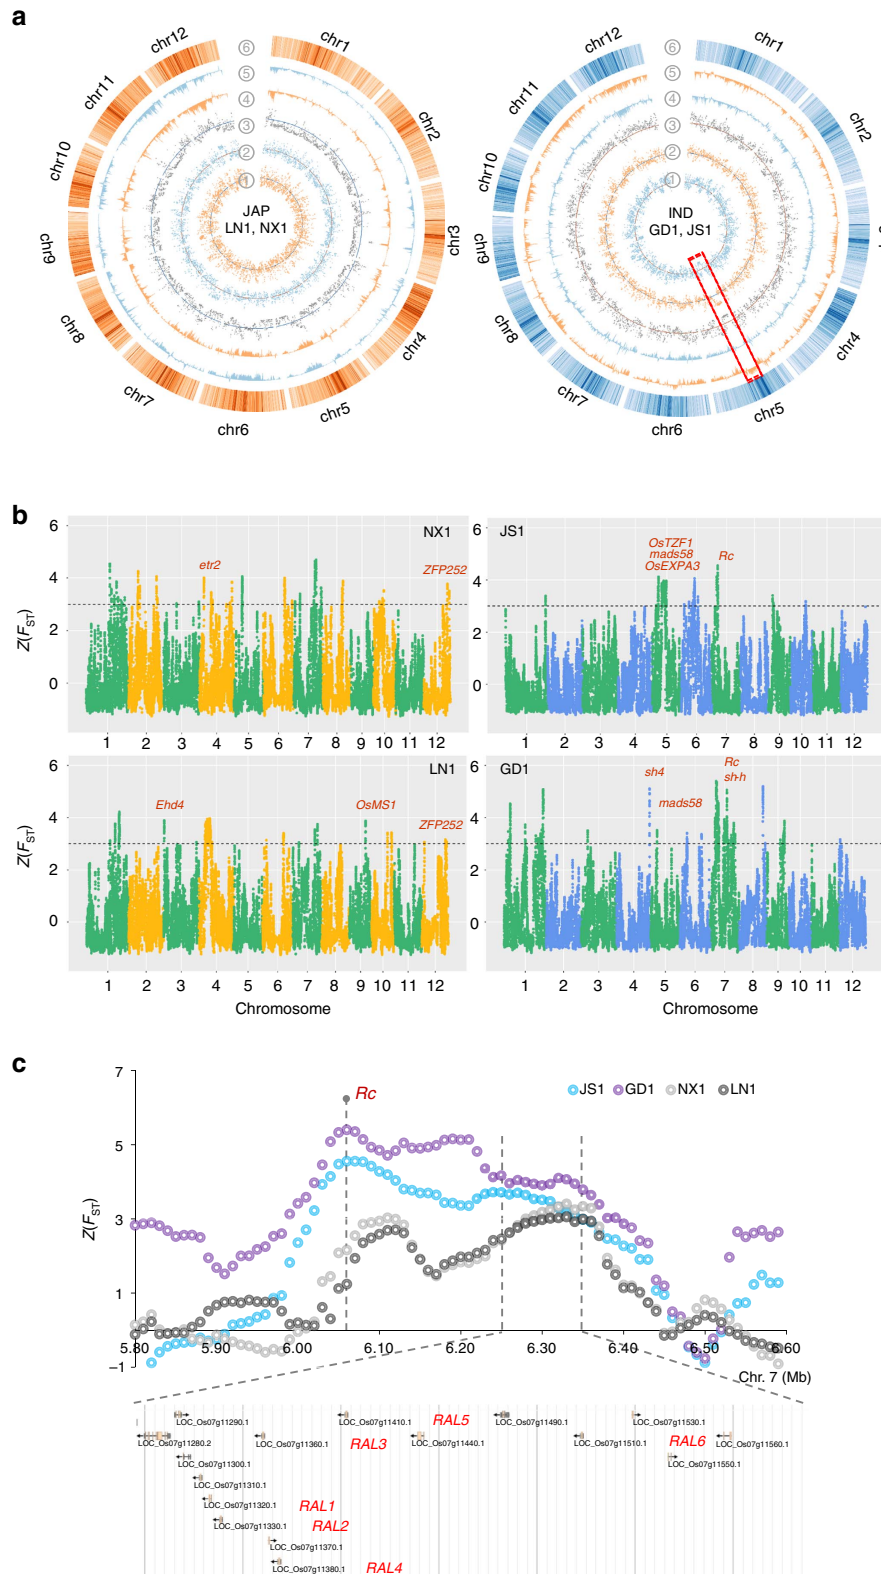 a
chr12
chr1
chr11
chr2
chr10
chr3
chr9
chr4
chr8
chr7
chr5
chr6
6
5
4
3
2
1
JAP
LN1, NX1
chr12
chr1
chr11
chr2
chr10
chr9
chr4
chr8
chr7
chr5
chr6
6
5
4
3
2
1
IND
GD1, JS1
b
NX1
6
4
2
0
Z(FST)
etr2
ZFP252
1 2 3 4 5 6 7 8 9 10 11 12
JS1
6
4
2
0
OsTZF1
mads58
OsEXPA3
Rc
1 2 3 4 5 6 7 8 9 10 11 12
LN1
6
4
2
0
Z(FST)
Ehd4
OsMS1
ZFP252
1 2 3 4 5 6 7 8 9 10 11 12
Chromosome
GD1
6
4
2
0
sh4
mads58
Rc
sh-h
1 2 3 4 5 6 7 8 9 10 11 12
Chromosome
c
7
5
3
1
−1
Z(FST)
Rc
JS1 GD1 NX1 LN1
5.80 5.90 6.00 6.10 6.20 6.30 6.40 6.50 6.60
Chr. 7 (Mb)
LOC_Os07g11290.1
LOC_Os07g11410.1
RAL5
LOC_Os07g11490.1
LOC_Os07g11530.1
LOC_Os07g11280.2
LOC_Os07g11360.1
RAL3
LOC_Os07g11440.1
LOC_Os07g11510.1
RAL6
LOC_Os07g11560.1
LOC_Os07g11300.1
LOC_Os07g11550.1
LOC_Os07g11310.1
LOC_Os07g11320.1
RAL1
LOC_Os07g11330.1
RAL2
LOC_Os07g11370.1
LOC_Os07g11380.1
RAL4